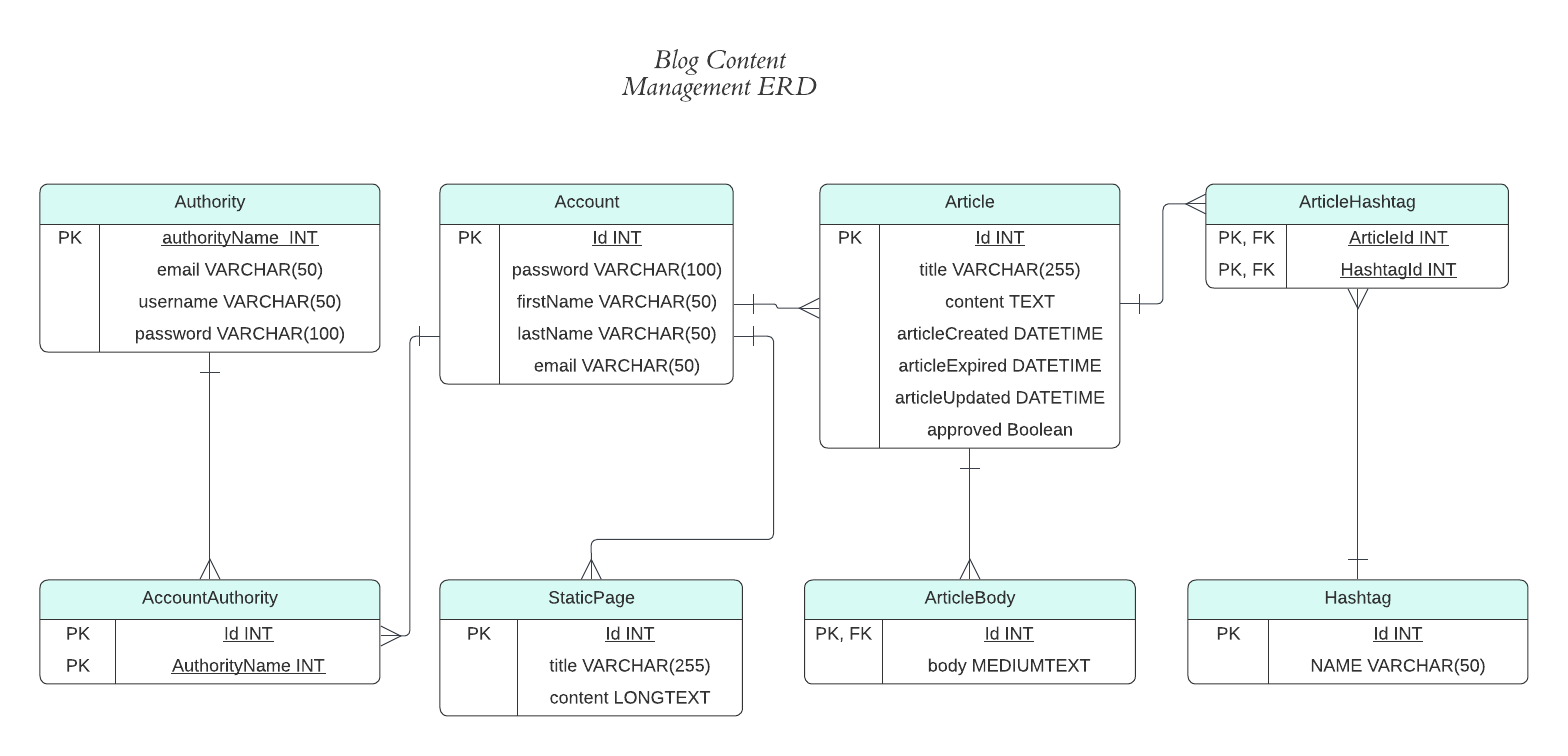 Blog Content
Management ERD
Authority
PK authorityName INT
email VARCHAR(50)
username VARCHAR(50)
password VARCHAR(100)
Account
PK Id INT
password VARCHAR(100)
firstName VARCHAR(50)
lastName VARCHAR(50)
email VARCHAR(50)
Article
PK Id INT
title VARCHAR(255)
content TEXT
articleCreated DATETIME
articleExpired DATETIME
articleUpdated DATETIME
approved Boolean
ArticleHashtag
PK, FK ArticleId INT
PK, FK HashtagId INT
AccountAuthority
PK Id INT
PK AuthorityName INT
StaticPage
PK Id INT
title VARCHAR(255)
content LONGTEXT
ArticleBody
PK, FK Id INT
body MEDIUMTEXT
Hashtag
PK Id INT
NAME VARCHAR(50)